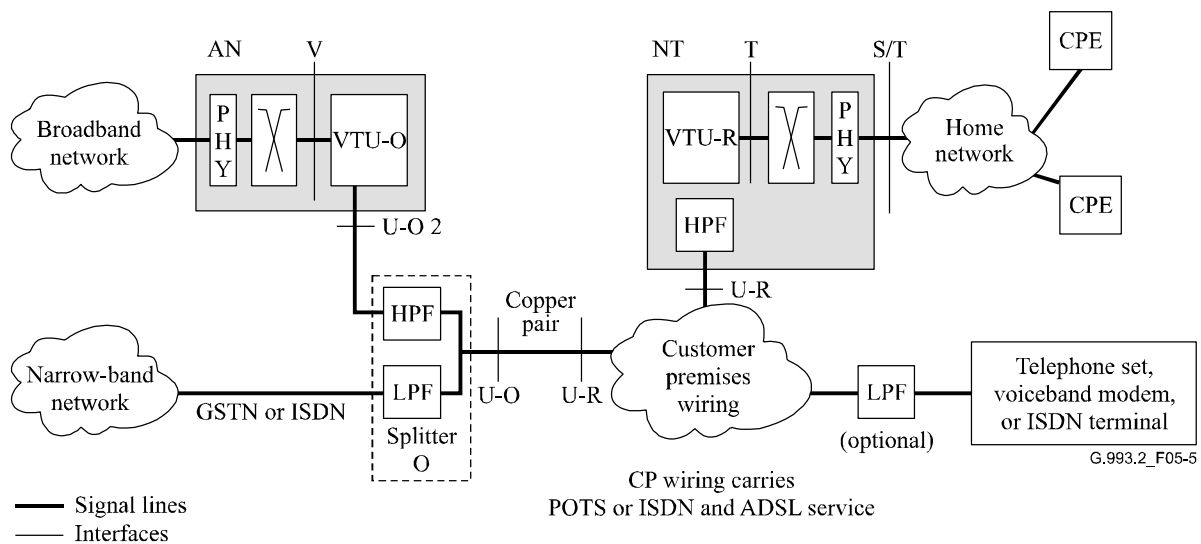 AN
V
NT
T
S/T
CPE
Broadband
network
P
H
Y
VTU-O
VTU-R
P
H
Y
Home
network
CPE
U-O 2
HPF
U-R
HPF
Copper
pair
Narrow-band
network
GSTN or ISDN
LPF
Splitter
O
U-O
U-R
Customer
premises
wiring
LPF
(optional)
Telephone set,
voiceband modem,
or ISDN terminal
G.993.2_F05-5
CP wiring carries
POTS or ISDN and ADSL service
Signal lines
Interfaces